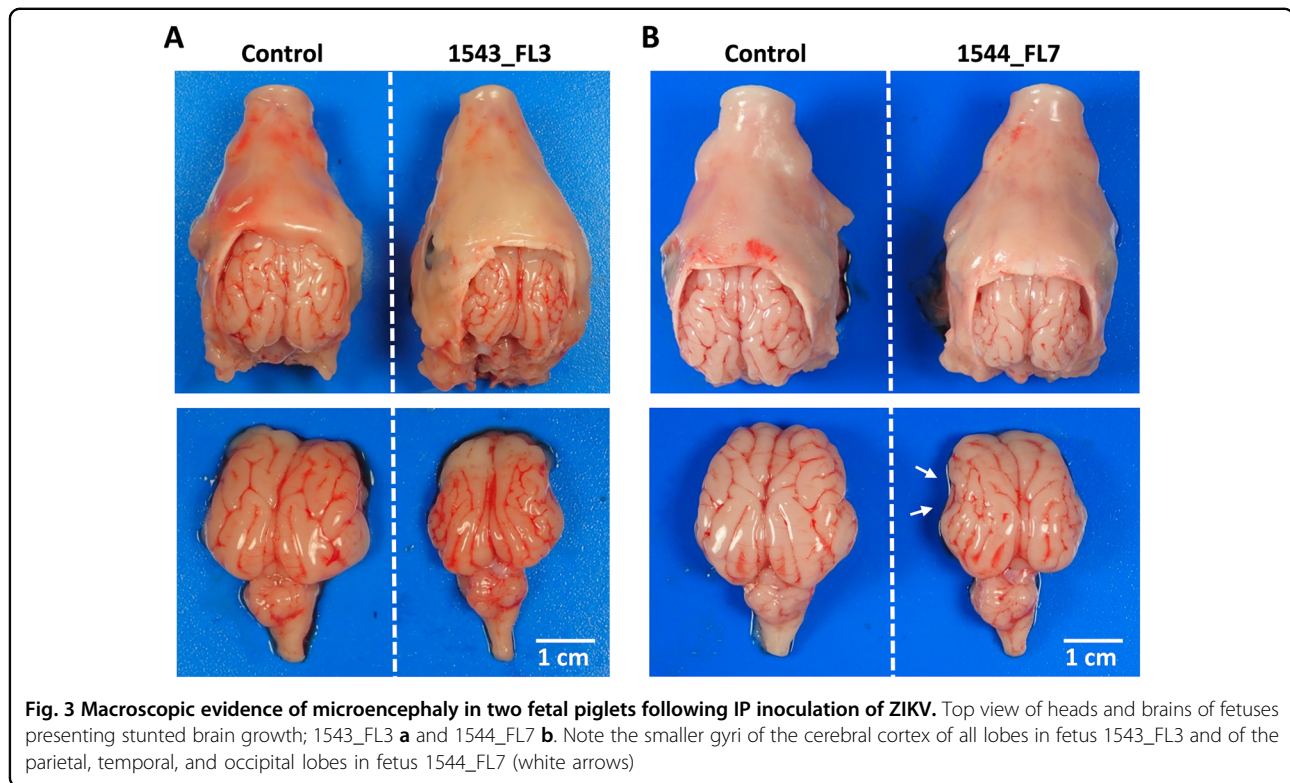 A
Control
1543_FL3
B
Control
1544_FL7
1 cm
1 cm
Fig. 3 Macroscopic evidence of microencephaly in two fetal piglets following IP inoculation of ZIKV. Top view of heads and brains of fetuses
presenting stunted brain growth; 1543_FL3 a and 1544_FL7 b. Note the smaller gyri of the cerebral cortex of all lobes in fetus 1543_FL3 and of the
parietal, temporal, and occipital lobes in fetus 1544_FL7 (white arrows)